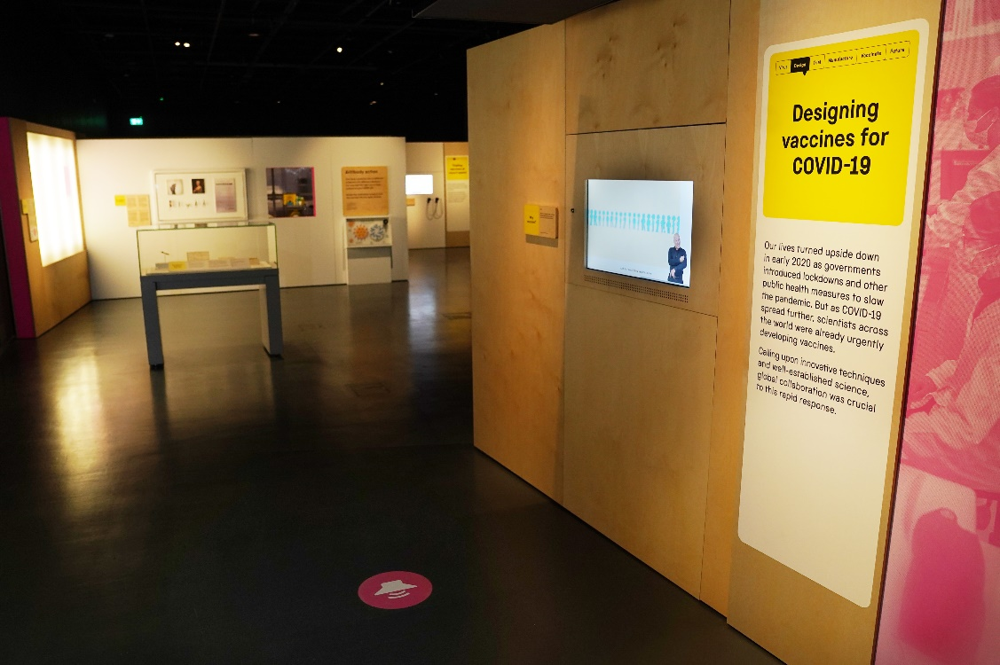 Virus Design Trial Manufacture Vaccinate Future
Designing
vaccines for
COVID-19
Our lives turned upside down
in early 2020 as governments
introduced lockdowns and other
public health measures to slow
the pandemic. But as COVID-19
spread further, scientists across
the world were already urgently
developing vaccines.
Calling upon innovative techniques
and well-established science,
global collaboration was crucial
to this rapid response.
Antibody action